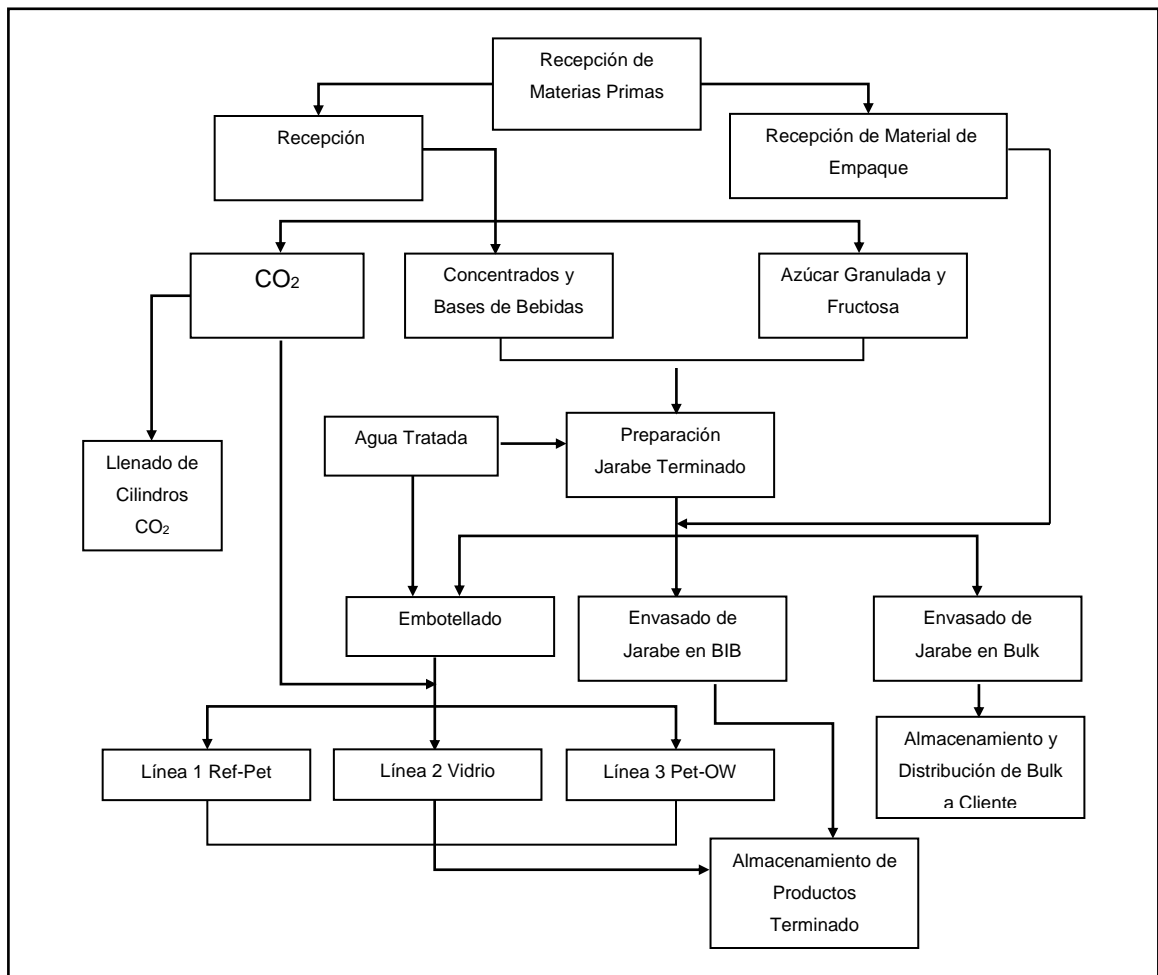 Recepción de
Materias Primas
Recepción
Recepción de Material de
Empaque
CO₂
Concentrados y
Bases de Bebidas
Azúcar Granulada y
Fructosa
Agua Tratada
Preparación
Jarabe Terminado
Llenado de
Cilindros
CO₂
Embotellado
Envasado de
Jarabe en BIB
Envasado de
Jarabe en Bulk
Línea 1 Ref-Pet
Línea 2 Vidrio
Línea 3 Pet-OW
Almacenamiento y
Distribución de Bulk
a Cliente
Almacenamiento de
Productos
Terminado